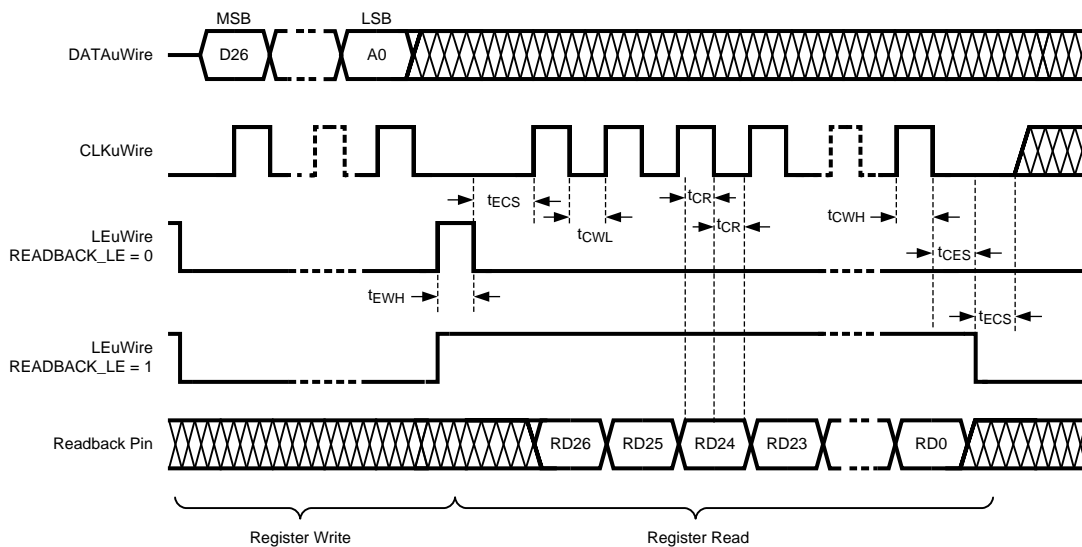 MSB LSB
DATAuWire D26 A0
CLKuWire
tECS tCWL tCR tCR tCWH
LEuWire
READBACK_LE = 0
tCES
tEWH tECS
LEuWire
READBACK_LE = 1
Readback Pin RD26 RD25 RD24 RD23 RD0
Register Write Register Read